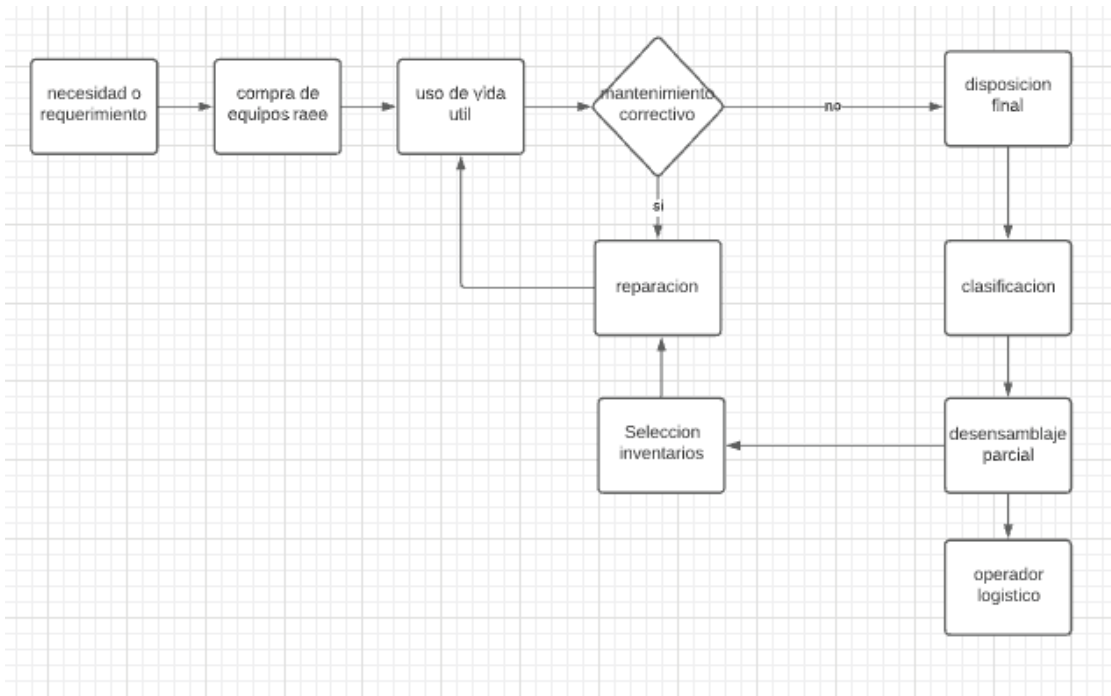 necesidad o
requerimiento
compra de
equipos raee
uso de vida
util
mantenimiento
correctivo
no
disposicion
final
si
reparacion
clasificacion
Seleccion
inventarios
desensamblaje
parcial
operador
logistico